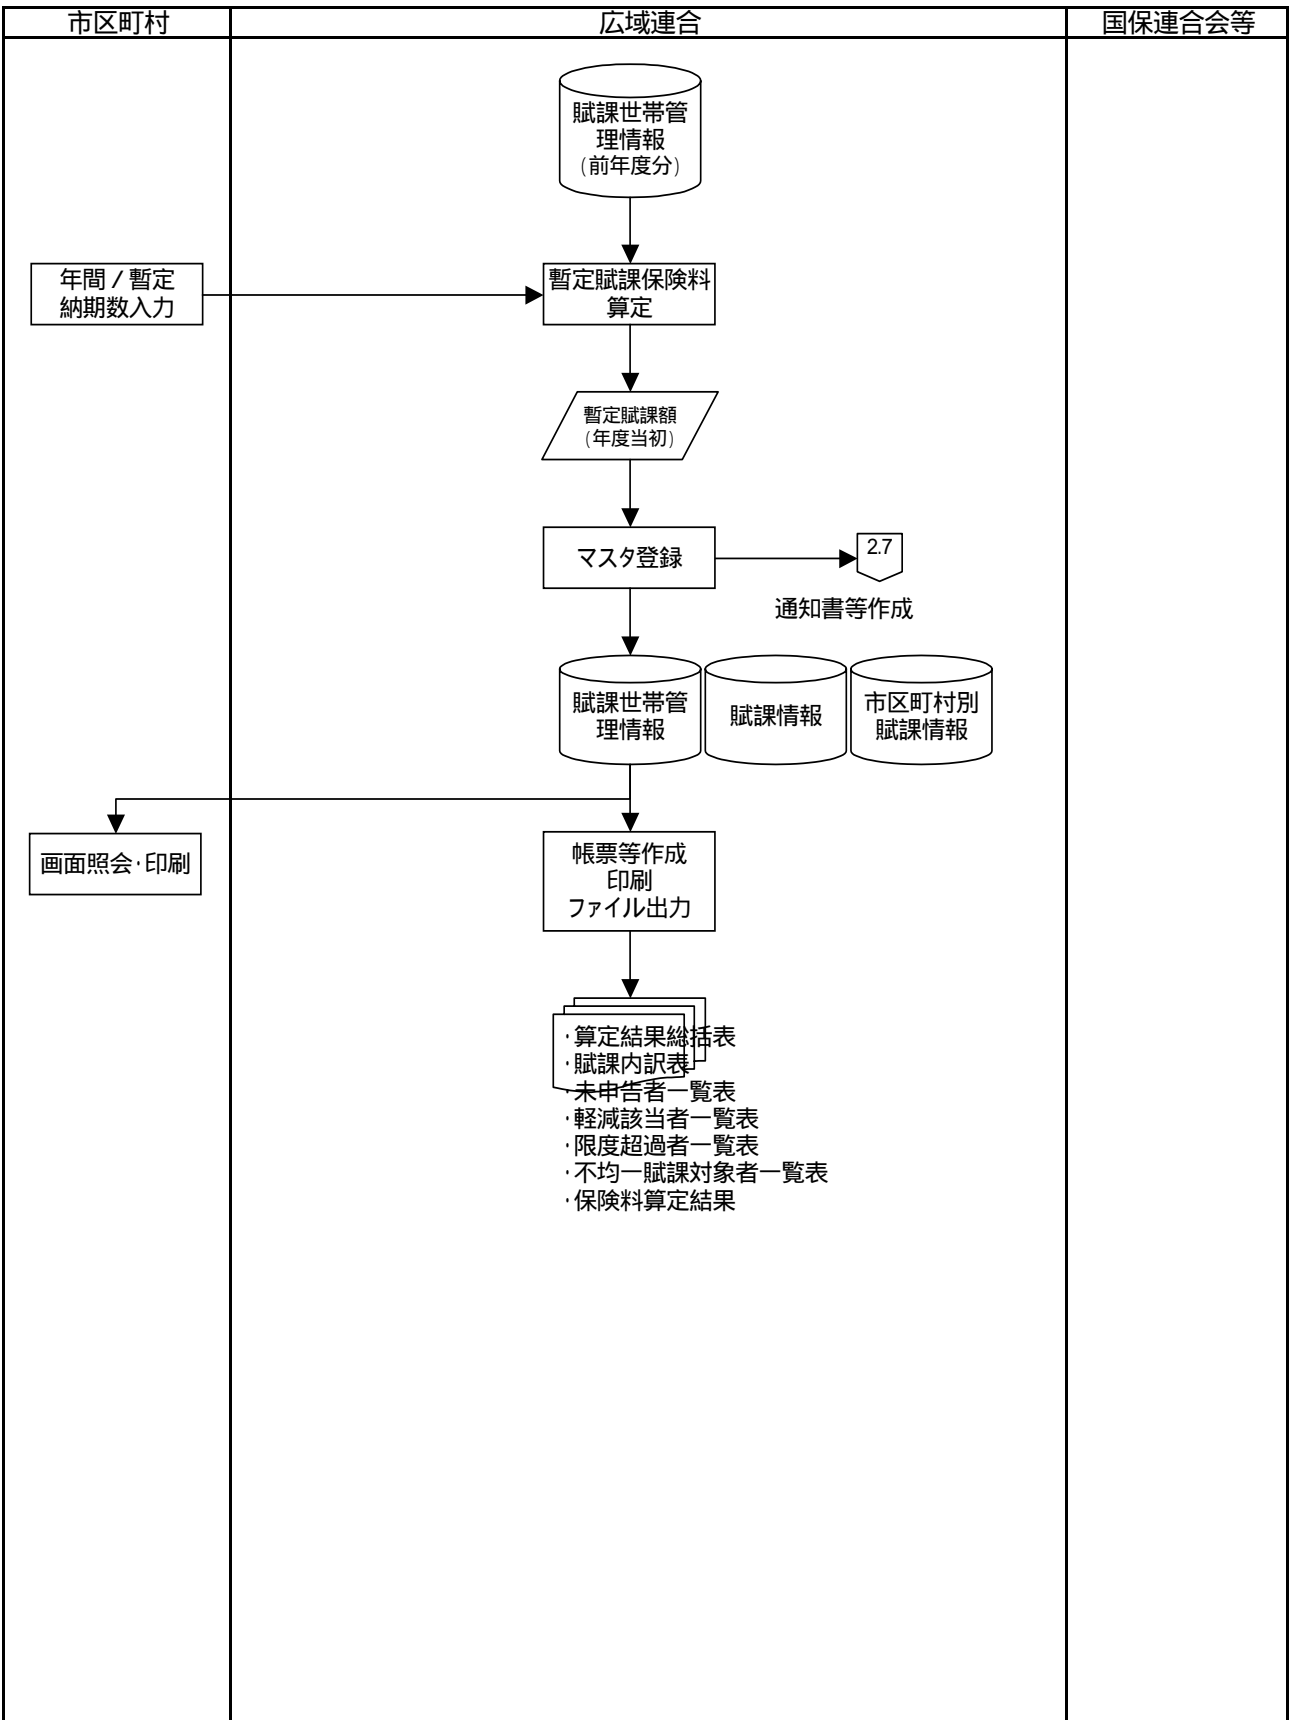 市区町村
広域連合
国保連合会等
賦課世帯管
理情報
(前年度分)
年間/暫定
納期数入力
暫定賦課保険料
算定
暫定賦課額
(年度当初)
マスタ登録
2.7
通知書等作成
賦課世帯管
理情報
賦課情報
市区町村別
賦課情報
画面照会・印刷
帳票等作成
印刷
ファイル出力
・算定結果総括表
・賦課内訳表
・未申告者一覧表
・軽減該当者一覧表
・限度超過者一覧表
・不均一賦課対象者一覧表
・保険料算定結果